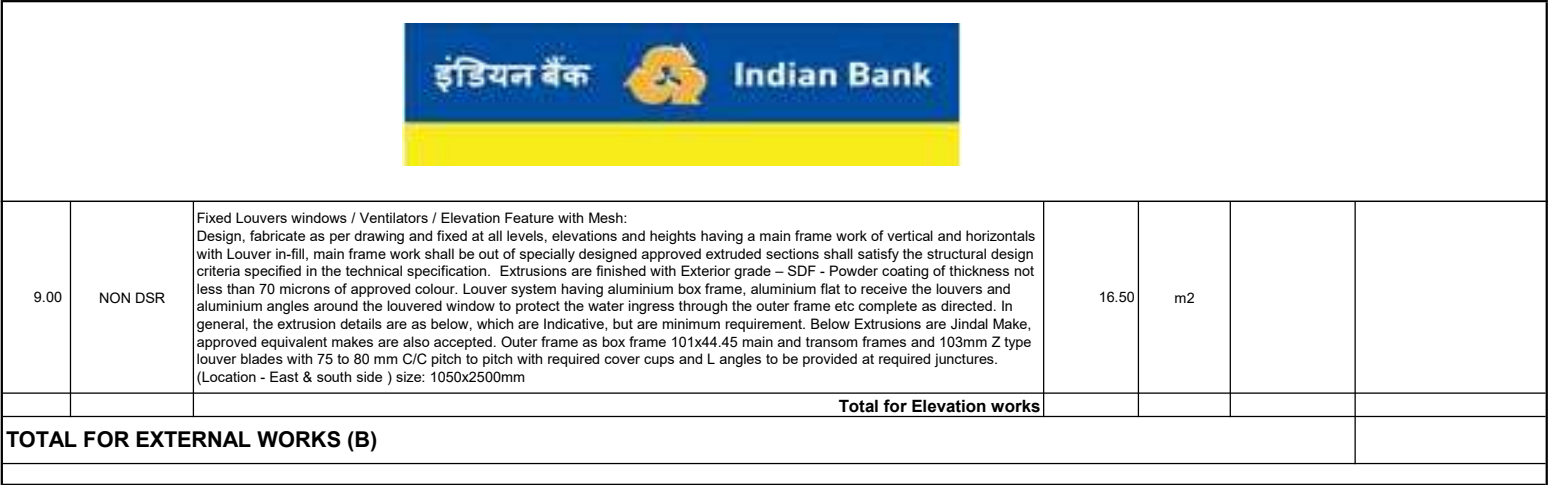 इंडियन बैंक Indian Bank
9.00 NON DSR
Fixed Louvers windows / Ventilators / Elevation Feature with Mesh:
Design, fabricate as per drawing and fixed at all levels, elevations and heights having a main frame work of vertical and horizontals
with Louver in-fill, main frame work shall be out of specially designed approved extruded sections shall satisfy the structural design
criteria specified in the technical specification.  Extrusions are finished with Exterior grade – SDF - Powder coating of thickness not
less than 70 microns of approved colour. Louver system having aluminium box frame, aluminium flat to receive the louvers and
aluminium angles around the louvered window to protect the water ingress through the outer frame etc complete as directed. In
general, the extrusion details are as below, which are Indicative, but are minimum requirement. Below Extrusions are Jindal Make,
approved equivalent makes are also accepted. Outer frame as box frame 101x44.45 main and transom frames and 103mm Z type
louver blades with 75 to 80 mm C/C pitch to pitch with required cover cups and L angles to be provided at required junctures.
(Location - East & south side ) size: 1050x2500mm
16.50 m2
Total for Elevation works
TOTAL FOR EXTERNAL WORKS (B)